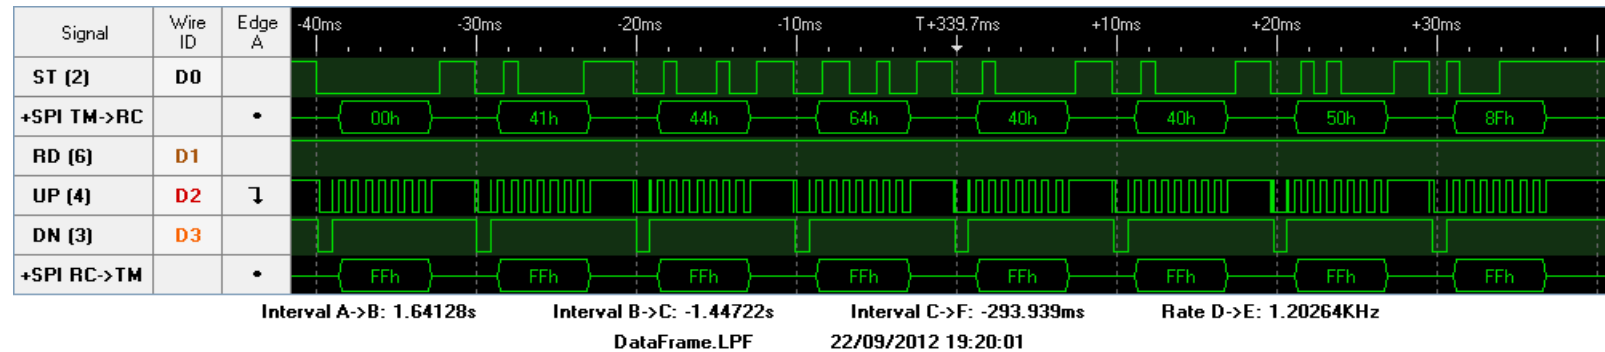 Signal Wire ID Edge A -40ms -30ms -20ms -10ms T+339.7ms +10ms +20ms +30ms
ST (2) D0
+SPI TM->RC • 00h 41h 44h 64h 40h 40h 50h 8Fh
RD (6) D1
UP (4) D2
DN (3) D3
+SPI RC->TM • FFh FFh FFh FFh FFh FFh FFh FFh
Interval A->B: 1.64128s Interval B->C: -1.44722s Interval C->F: -293.939ms Rate D->E: 1.20264KHz
DataFrame.LPF 22/09/2012 19:20:01